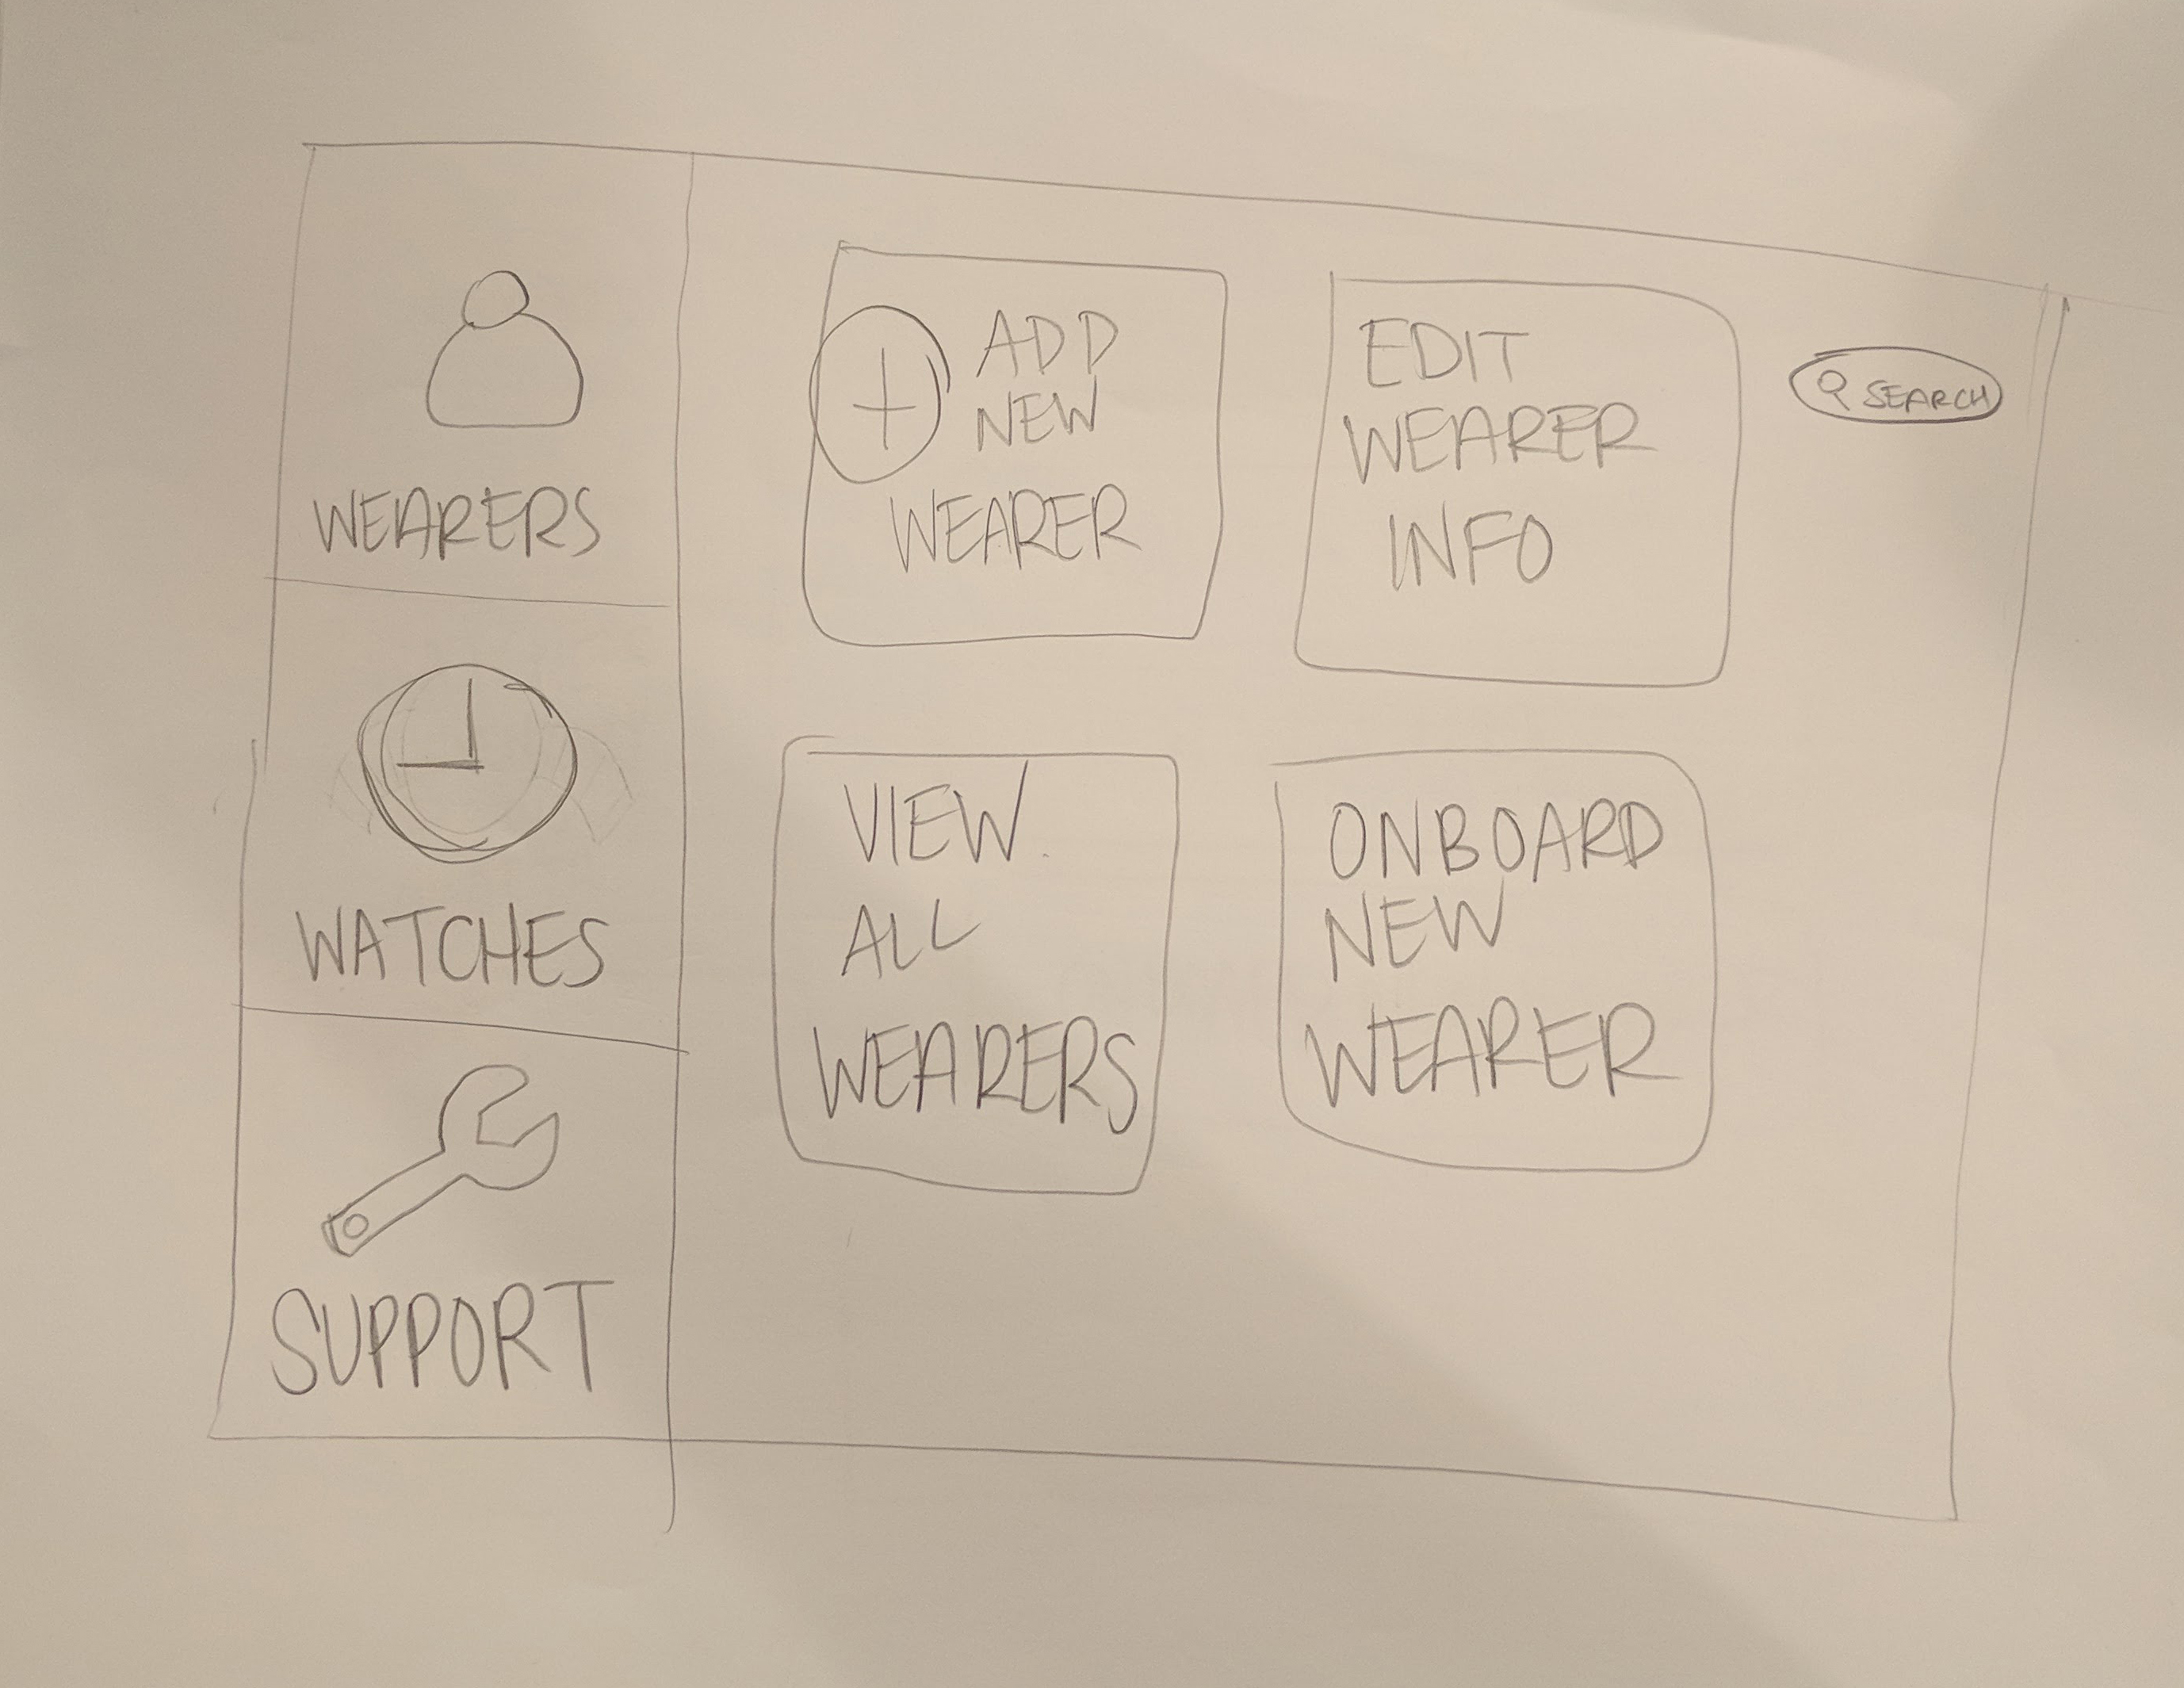 WEARERS
WATCHES
SUPPORT
ADD
NEW
WEARER
EDIT
WEARER
INFO
SEARCH
VIEW
ALL
WEARERS
ONBOARD
NEW
WEARER